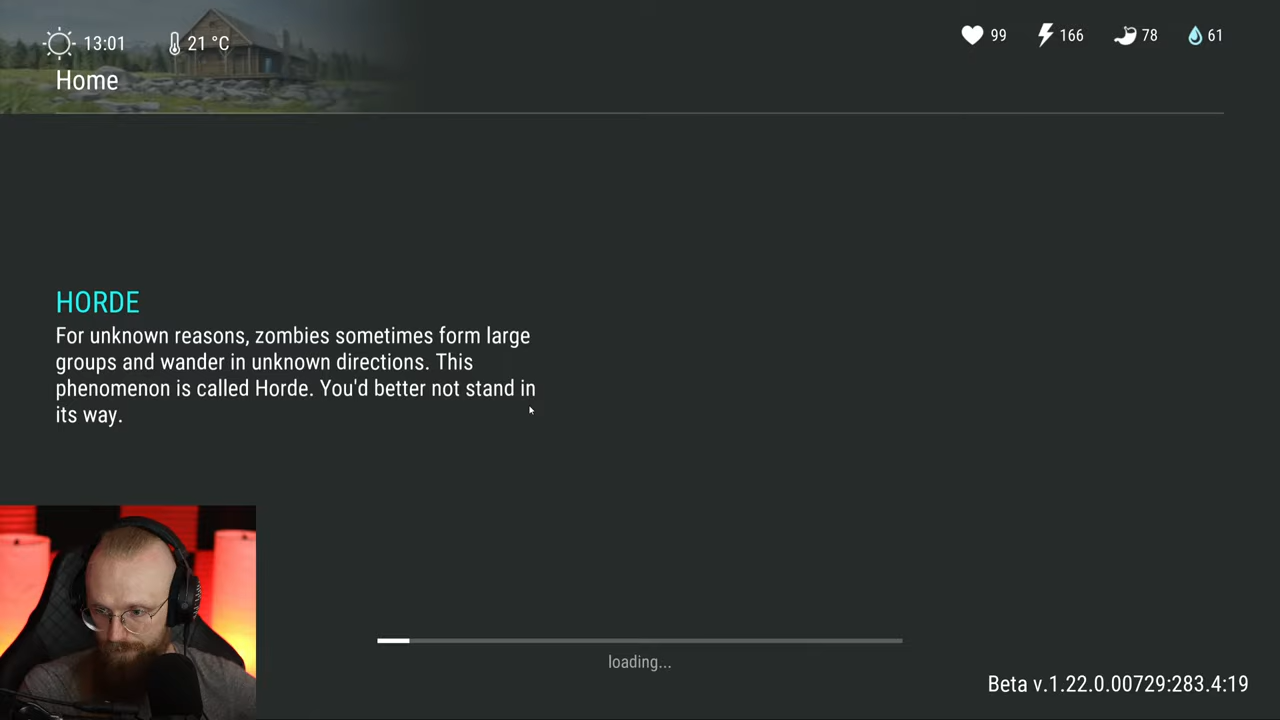 13:01 21 °C 99 166 78 61
Home
HORDE
For unknown reasons, zombies sometimes form large
groups and wander in unknown directions. This
phenomenon is called Horde. You'd better not stand in
its way.
loading...
Beta v.1.22.0.00729:283.4:19